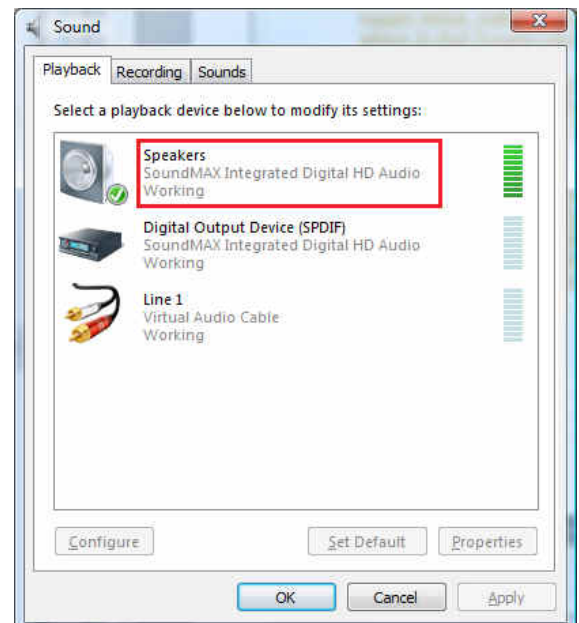 Sound
Playback Recording Sounds
Select a playback device below to modify its settings:
Speakers
SoundMAX Integrated Digital HD Audio
Working
Digital Output Device (SPDIF)
SoundMAX Integrated Digital HD Audio
Working
Line 1
Virtual Audio Cable
Working
Configure Set Default Properties
OK Cancel Apply